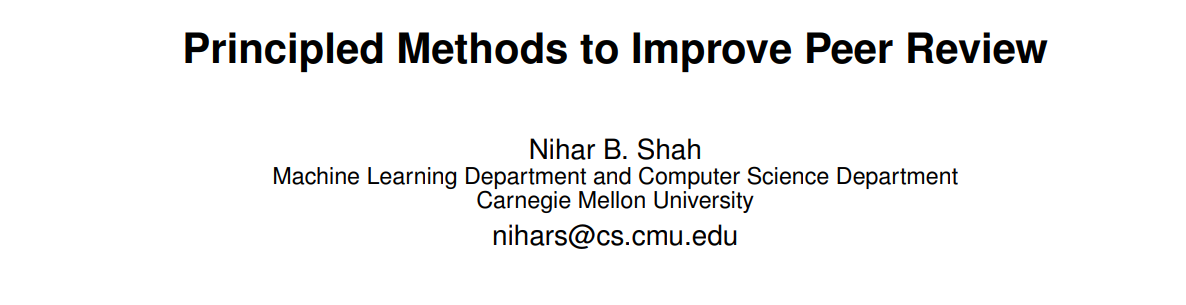 Principled Methods to Improve Peer Review
Nihar B. Shah
Machine Learning Department and Computer Science Department
Carnegie Mellon University
nihars@cs.cmu.edu